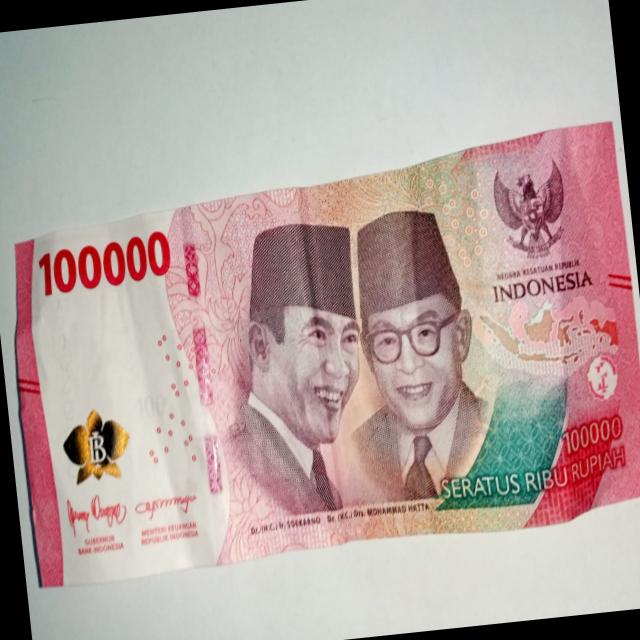 100000
NEGARA KESATUAN REPUBLIK
INDONESIA
100
100000
SERATUS RIBU RUPIAH
Dr. (H.C.) Ir. SOEKARNO Dr. (H.C.) Drs. MOHAMMAD HATTA
GUBERNUR
BANK INDONESIA
MENTERI KEUANGAN
REPUBLIK INDONESIA